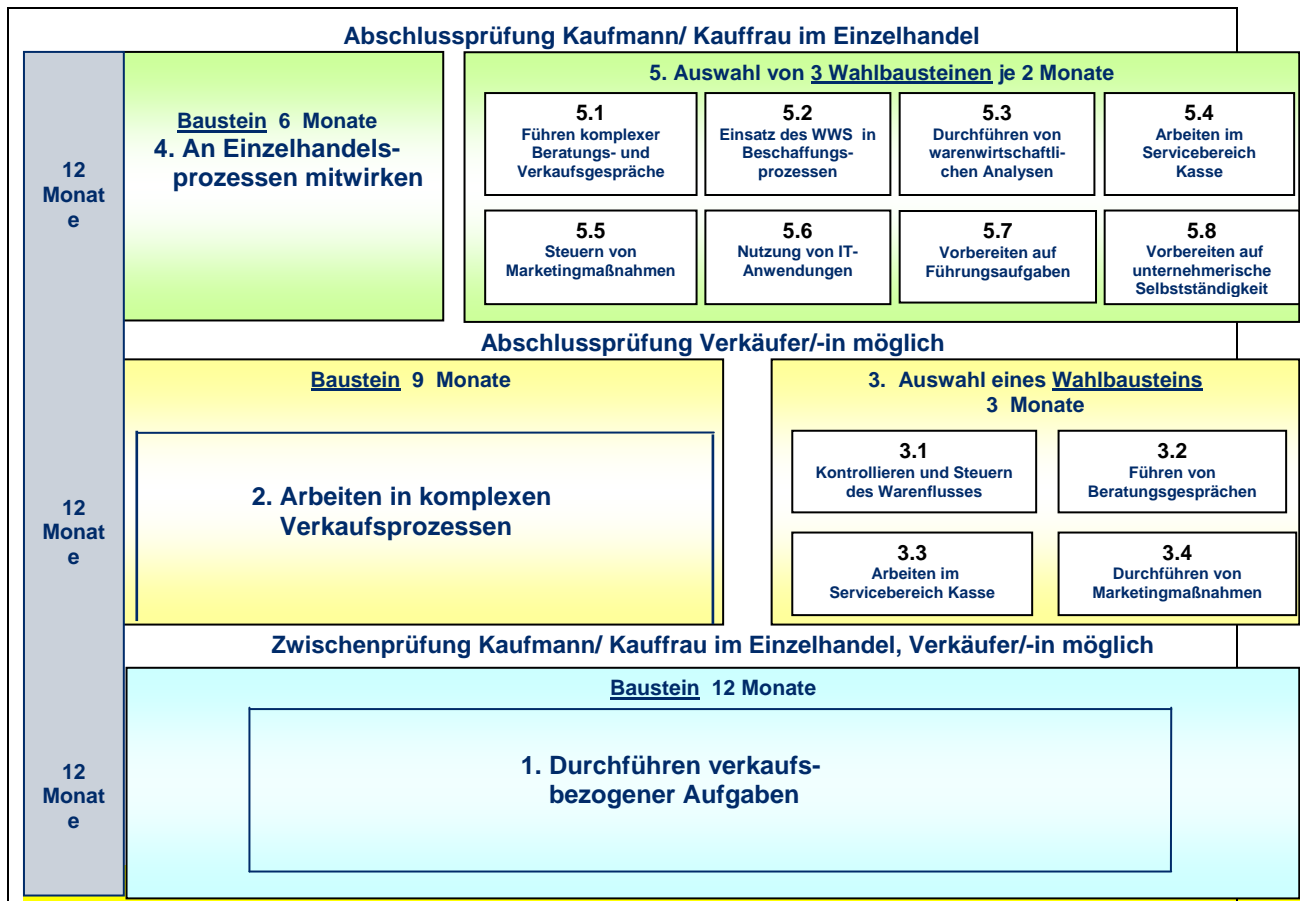 Abschlussprüfung Kaufmann/ Kauffrau im Einzelhandel
12
Monat
e
Baustein 6 Monate
4. An Einzelhandels-
prozessen mitwirken
5. Auswahl von 3 Wahlbausteinen je 2 Monate
5.1
Führen komplexer
Beratungs- und
Verkaufsgespräche
5.2
Einsatz des WWS in
Beschaffungs-
prozessen
5.3
Durchführen von
warenwirtschaftli-
chen Analysen
5.4
Arbeiten im
Servicebereich
Kasse
5.5
Steuern von
Marketingmaßnahmen
5.6
Nutzung von IT-
Anwendungen
5.7
Vorbereiten auf
Führungsaufgaben
5.8
Vorbereiten auf
unternehmerische
Selbstständigkeit
Abschlussprüfung Verkäufer/-in möglich
12
Monat
e
Baustein 9 Monate
2. Arbeiten in komplexen
Verkaufsprozessen
3. Auswahl eines Wahlbausteins
3 Monate
3.1
Kontrollieren und Steuern
des Warenflusses
3.2
Führen von
Beratungsgesprächen
3.3
Arbeiten im
Servicebereich Kasse
3.4
Durchführen von
Marketingmaßnahmen
Zwischenprüfung Kaufmann/ Kauffrau im Einzelhandel, Verkäufer/-in möglich
12
Monat
e
Baustein 12 Monate
1. Durchführen verkaufs-
bezogener Aufgaben